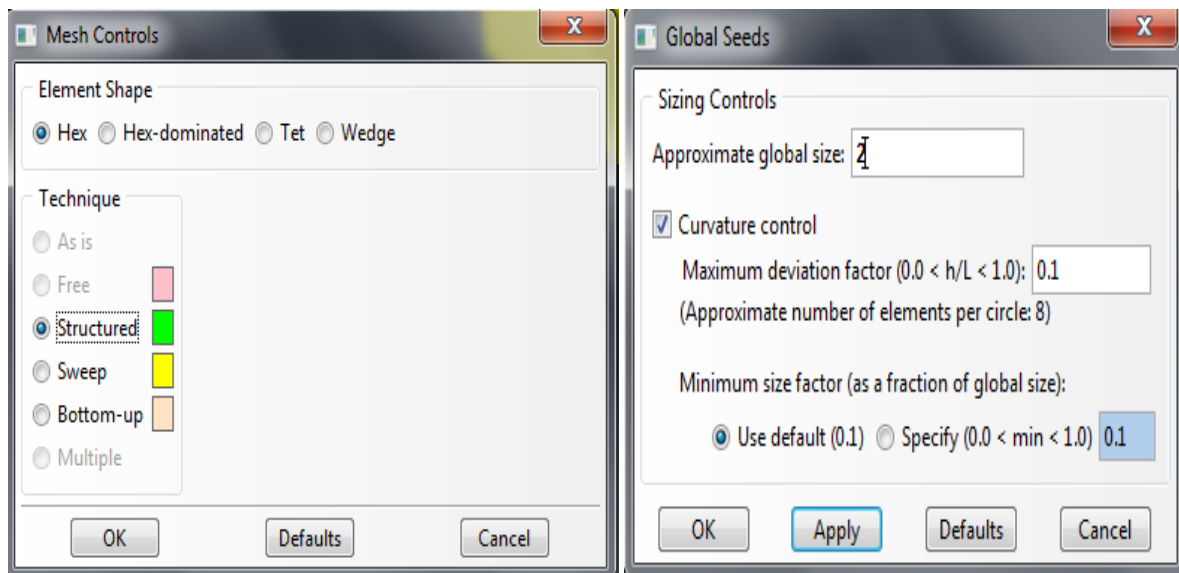 Mesh Controls
X
Element Shape
Hex Hex-dominated Tet Wedge
Technique
As is
Free
Structured
Sweep
Bottom-up
Multiple
OK Defaults Cancel
Global Seeds
X
Sizing Controls
Approximate global size: 2
Curvature control
Maximum deviation factor (0.0 < h/L < 1.0): 0.1
(Approximate number of elements per circle: 8)
Minimum size factor (as a fraction of global size):
Use default (0.1) Specify (0.0 < min < 1.0) 0.1
OK Apply Defaults Cancel